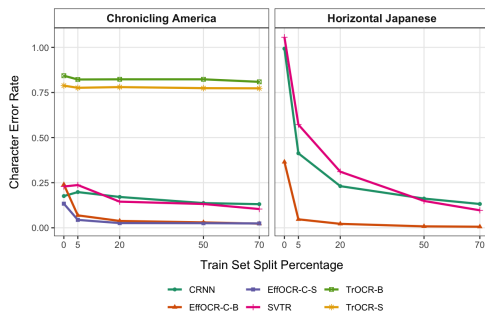 Chronicling America Horizontal Japanese
1.00
0.75
0.50
0.25
0.00
Character Error Rate
0 5 20 50 70 0 5 20 50 70
Train Set Split Percentage
CRNN EffOCR-C-S TrOCR-B
EffOCR-C-B SVTR TrOCR-S